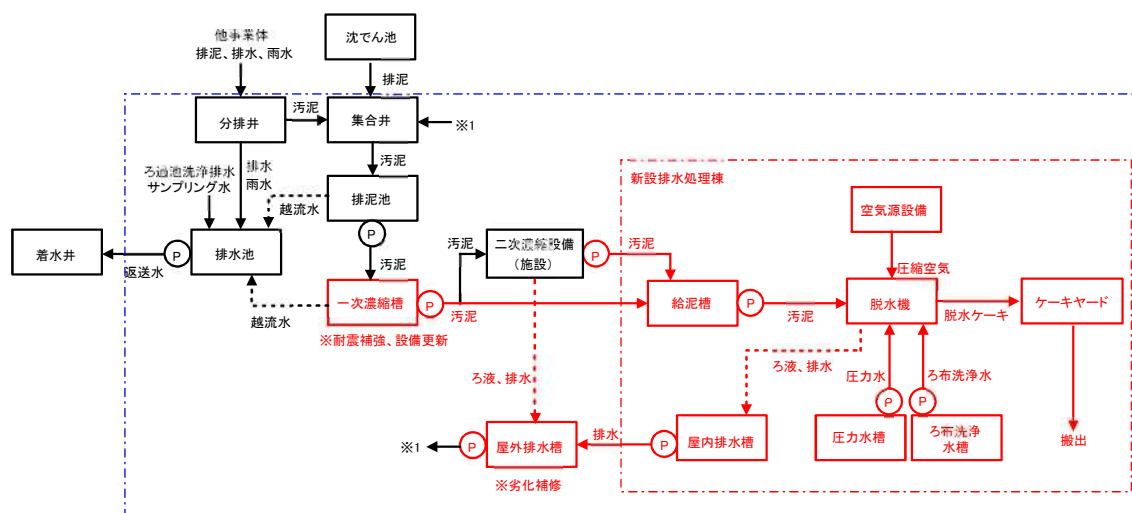 他事業体
排泥、排水、雨水
沈でん池
排泥
分排井
汚泥
集合井
※1
汚泥
ろ過池洗浄排水
サンプリング水
排水
雨水
越流水
排泥池
P
汚泥
着水井
P
返送水
排水池
越流水
一次濃縮槽
P
※耐震補強、設備更新
汚泥
汚泥
二次濃縮設備
（施設）
P
汚泥
新設排水処理棟
空気源設備
圧縮空気
給泥槽
P
汚泥
脱水機
脱水ケーキ
ケーキヤード
ろ液、排水
ろ液、排水
圧力水
ろ布洗浄水
P
P
※1
P
屋外排水槽
排水
P
屋内排水槽
圧力水槽
ろ布洗浄
水槽
搬出
※劣化補修